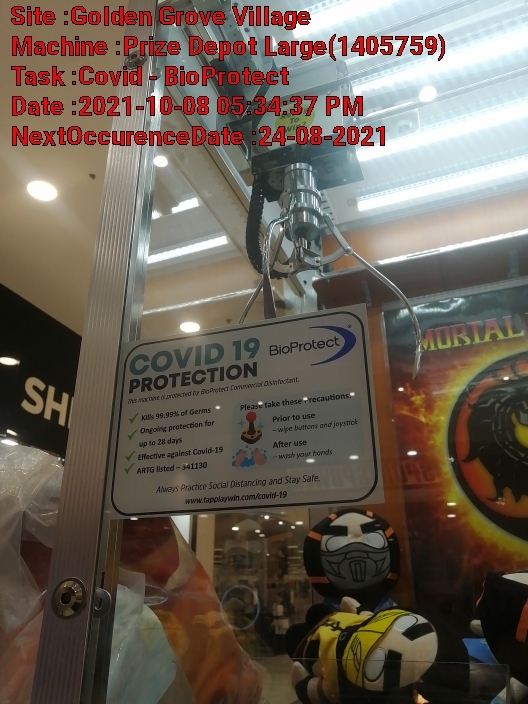 Site :Golden Grove Village
Machine :Prize Depot Large(1405759)
Task :Covid - BioProtect
Date :2021-10-08 05:34:37 PM
NextOccurenceDate :24-08-2021
TO
COVID 19
PROTECTION
BioProtect
This machine is protected by BioProtect Commercial Disinfectant.
Kills 99.99% of Germs
Ongoing protection for
up to 28 days
Effective against Covid-19
ARTG listed – 341130
Please take these precautions.
Prior to use
– wipe buttons and joystick
After use
– wash your hands
Always Practice Social Distancing and Stay Safe.
www.tapplaywin.com/covid-19
SH
MORTAL